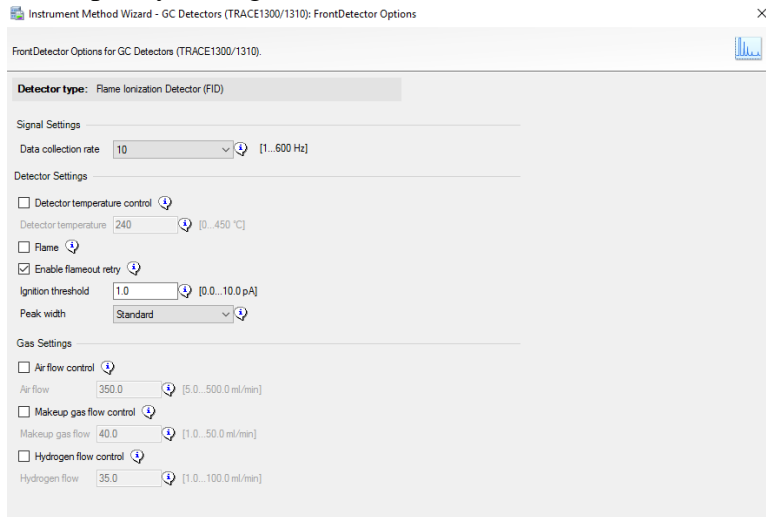 Instrument Method Wizard - GC Detectors (TRACE1300/1310): FrontDetector Options
FrontDetector Options for GC Detectors (TRACE1300/1310).
Detector type: Flame Ionization Detector (FID)
Signal Settings
Data collection rate 10 [1...600 Hz]
Detector Settings
Detector temperature control
Detector temperature 240 [0...450 °C]
Flame
Enable flameout retry
Ignition threshold 1.0 [0.0...10.0 pA]
Peak width Standard
Gas Settings
Air flow control
Air flow 350.0 [5.0...500.0 ml/min]
Makeup gas flow control
Makeup gas flow 40.0 [1.0...50.0 ml/min]
Hydrogen flow control
Hydrogen flow 35.0 [1.0...100.0 ml/min]